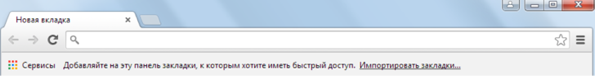 Новая вкладка
Сервисы Добавляйте на эту панель закладки, к которым хотите иметь быстрый доступ. Импортировать закладки...